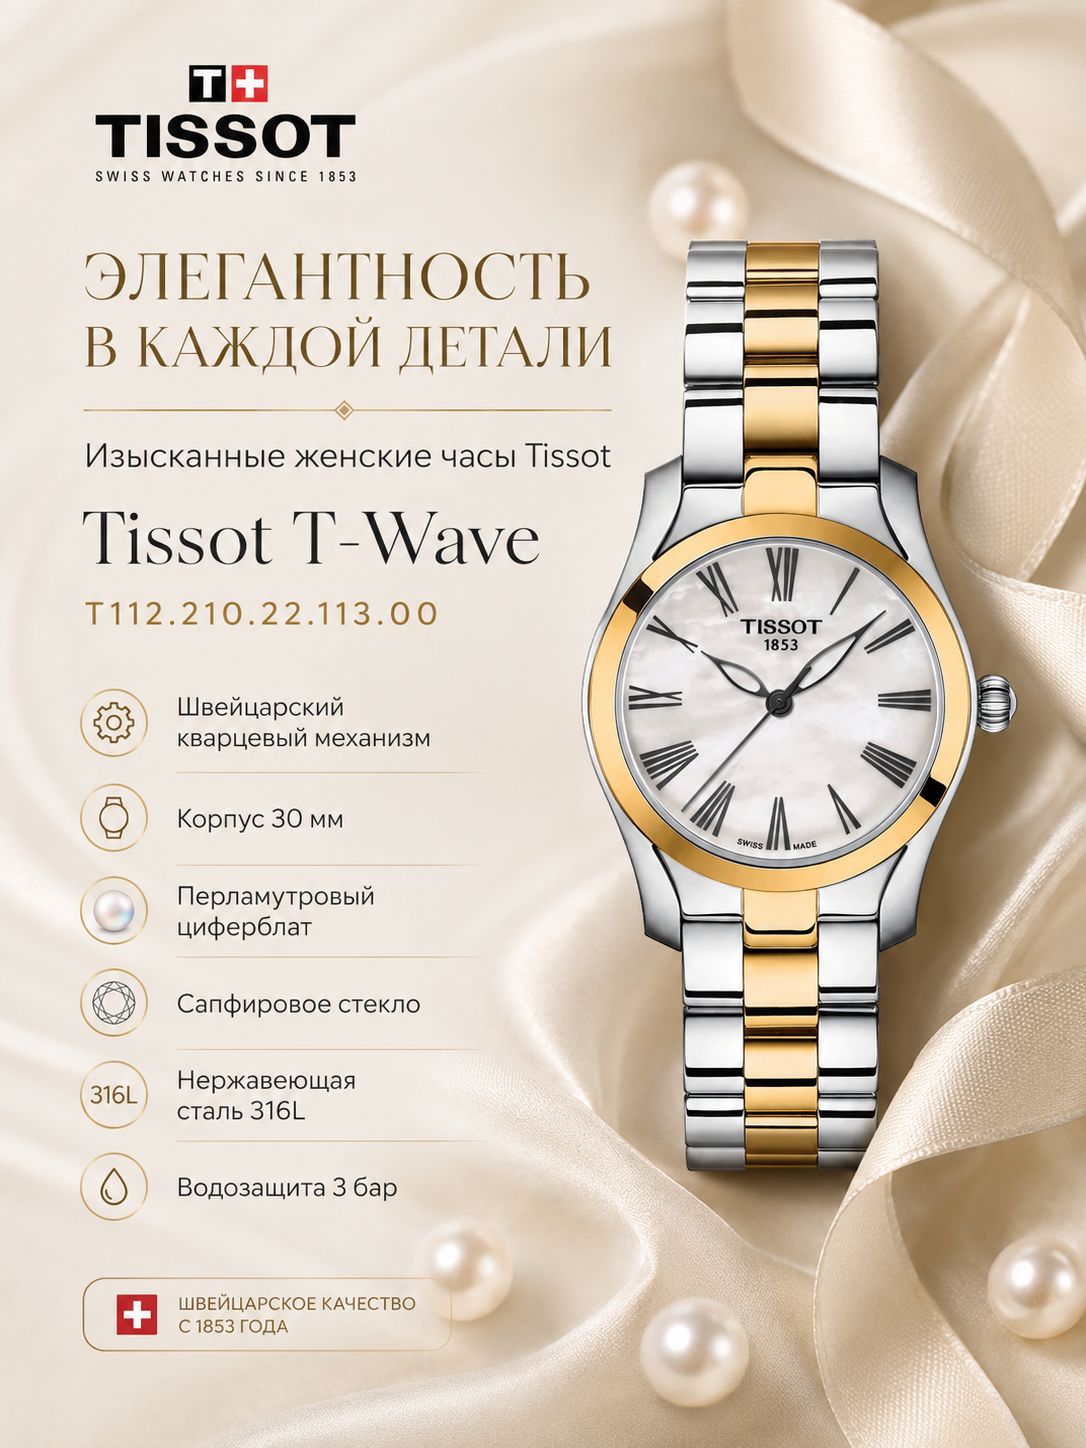 T+
TISSOT
SWISS WATCHES SINCE 1853
ЭЛЕГАНТНОСТЬ
В КАЖДОЙ ДЕТАЛИ
Изысканные женские часы Tissot
Tissot T-Wave
T112.210.22.113.00
Швейцарский
кварцевый механизм
Корпус 30 мм
Перламутровый
циферблат
Сапфировое стекло
316L
Нержавеющая
сталь 316L
Водозащита 3 бар
ШВЕЙЦАРСКОЕ КАЧЕСТВО
С 1853 ГОДА
TISSOT
1853
SWISS MADE